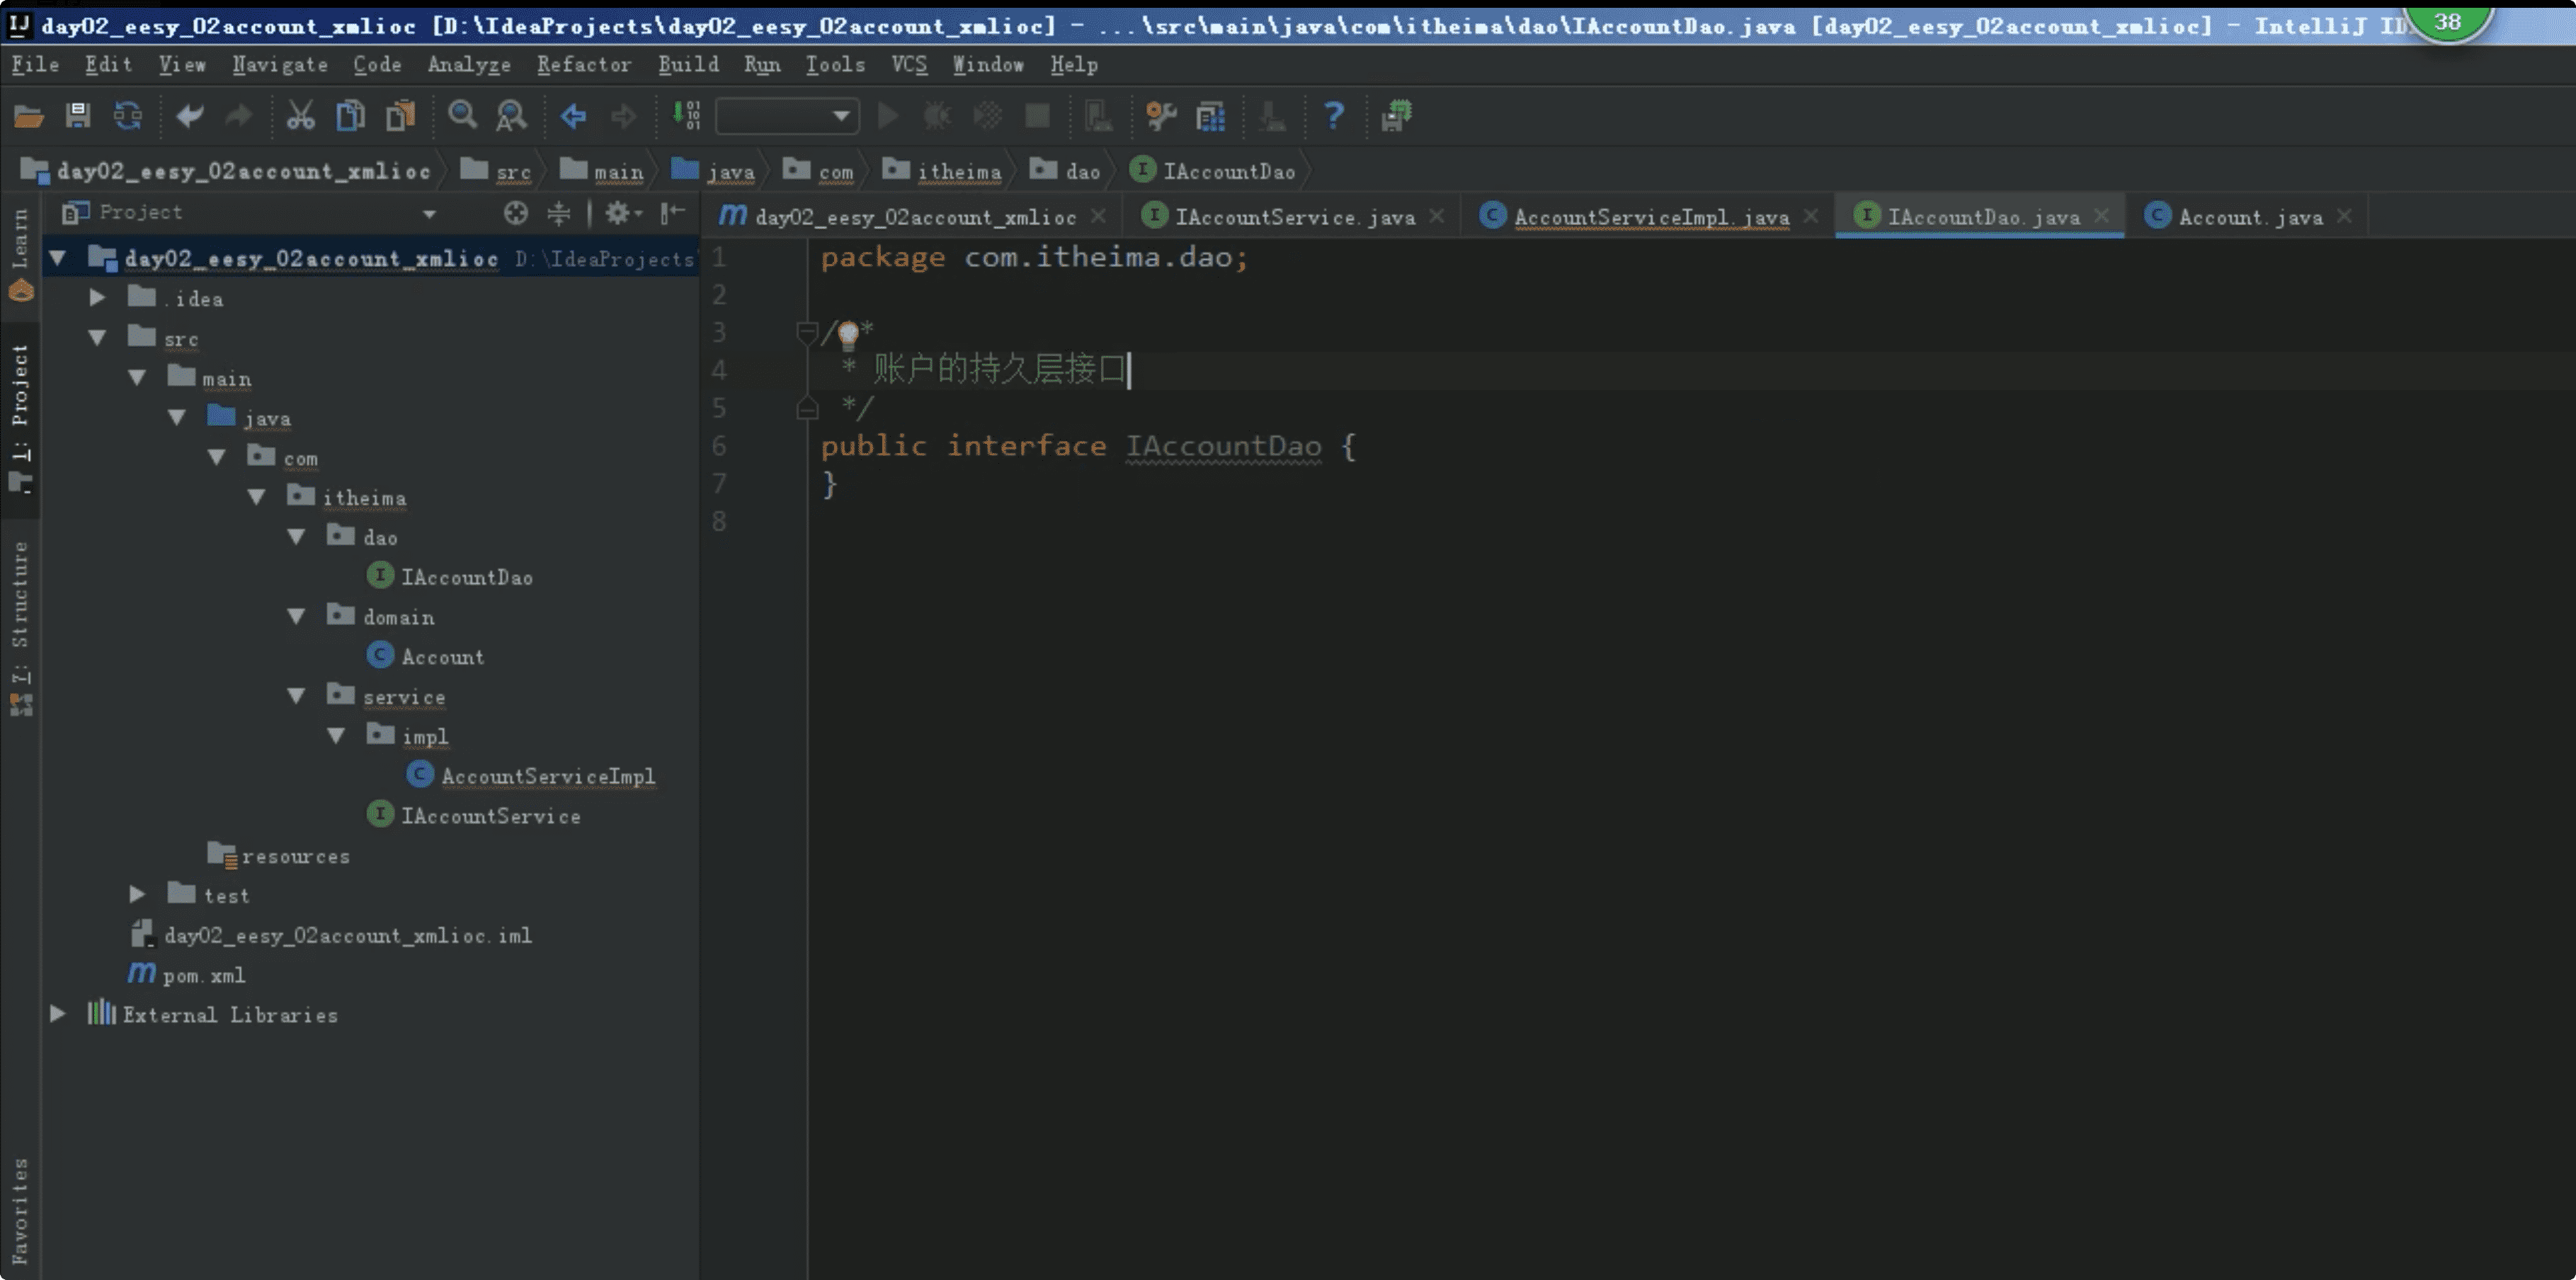 day02_eesy_02account_xmlioc [D:\IdeaProjects\day02_eesy_02account_xmlioc] - ...\src\main\java\com\itheima\dao\IAccountDao.java [day02_eesy_02account_xmlioc] - IntelliJ
38
File Edit View Navigate Code Analyze Refactor Build Run Tools VCS Window Help
day02_eesy_02account_xmlioc src main java com itheima dao IAccountDao
Project
day02_eesy_02account_xmlioc IAccountService.java AccountServiceImpl.java IAccountDao.java Account.java
Learn
1: Project
7: Structure
Favorites
day02_eesy_02account_xmlioc D:\IdeaProjects
.idea
src
main
java
com
itheima
dao
IAccountDao
domain
Account
service
impl
AccountServiceImpl
IAccountService
resources
test
day02_eesy_02account_xmlioc.iml
pom.xml
External Libraries
1 package com.itheima.dao;
2
3 /**
4 * 账户的持久层接口
5 */
6 public interface IAccountDao {
7 }
8